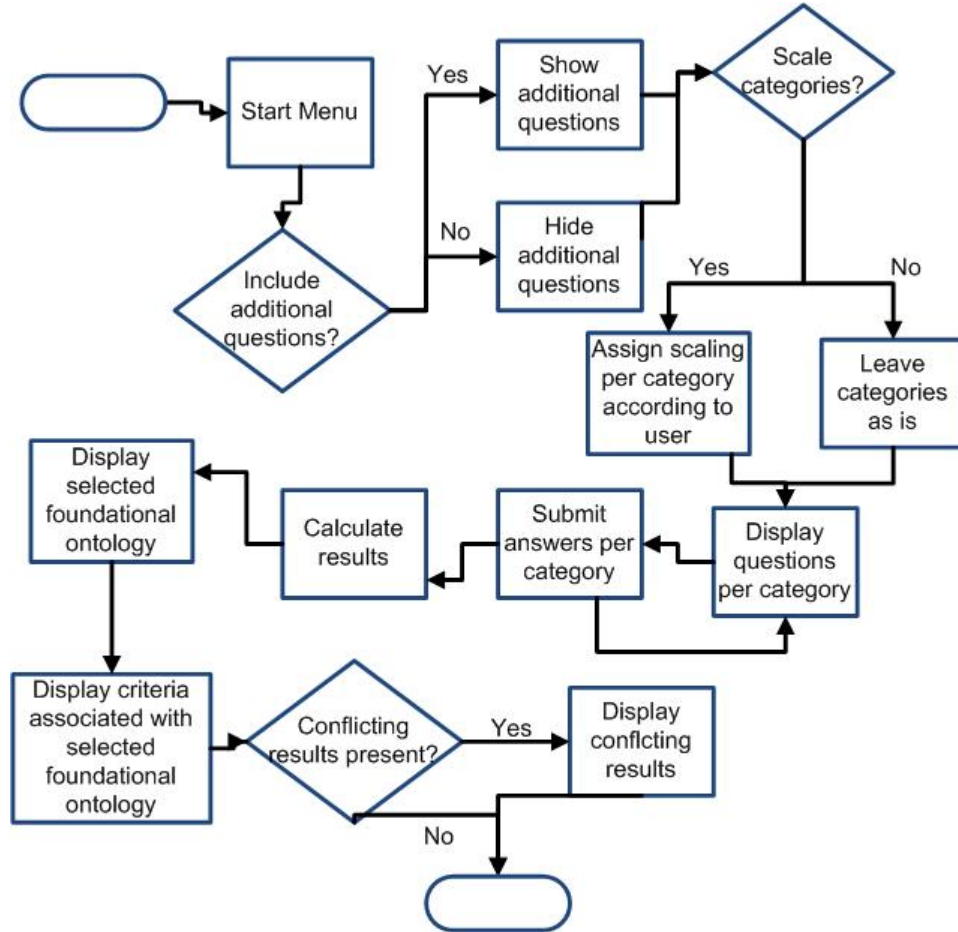 Start Menu
Include
additional
questions?
Yes
Show
additional
questions
No
Hide
additional
questions
Scale
categories?
Yes
No
Assign scaling
per category
according to
user
Leave
categories
as is
Display
questions
per category
Submit
answers per
category
Calculate
results
Display
selected
foundational
ontology
Display criteria
associated with
selected
foundational
ontology
Conflicting
results present?
Yes
Display
conflcting
results
No